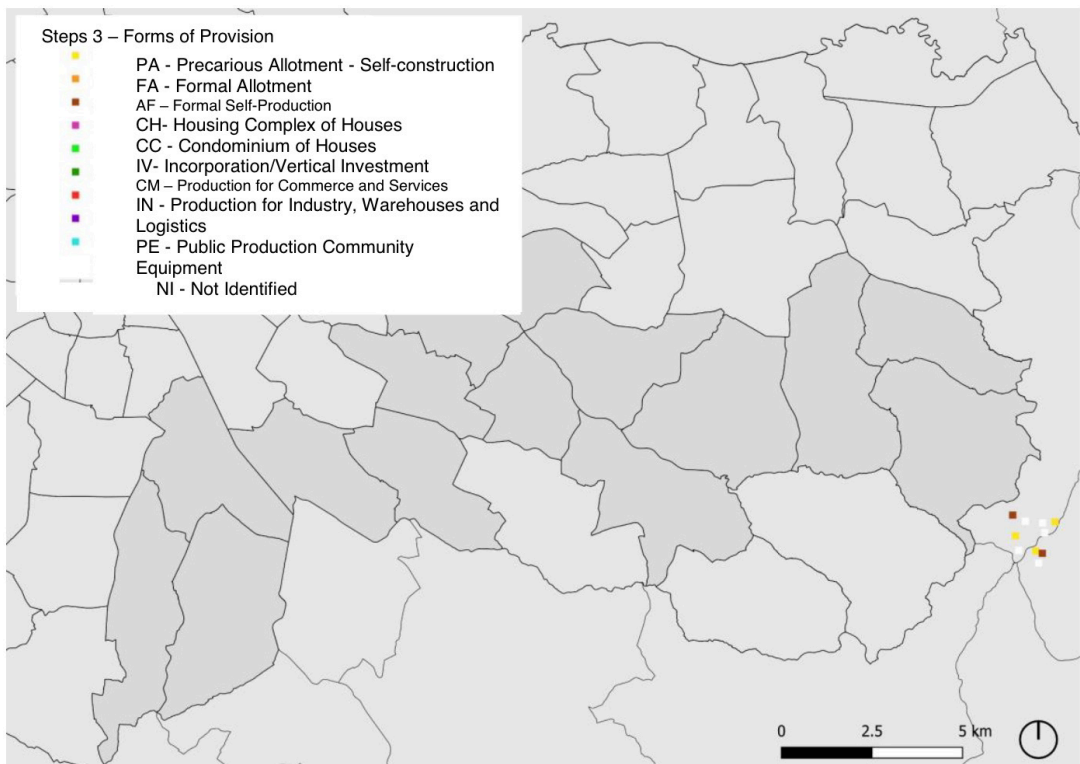 Steps 3 – Forms of Provision
PA - Precarious Allotment - Self-construction
FA - Formal Allotment
AF – Formal Self-Production
CH- Housing Complex of Houses
CC - Condominium of Houses
IV- Incorporation/Vertical Investment
CM – Production for Commerce and Services
IN - Production for Industry, Warehouses and
Logistics
PE - Public Production Community
Equipment
NI - Not Identified
0 2.5 5 km